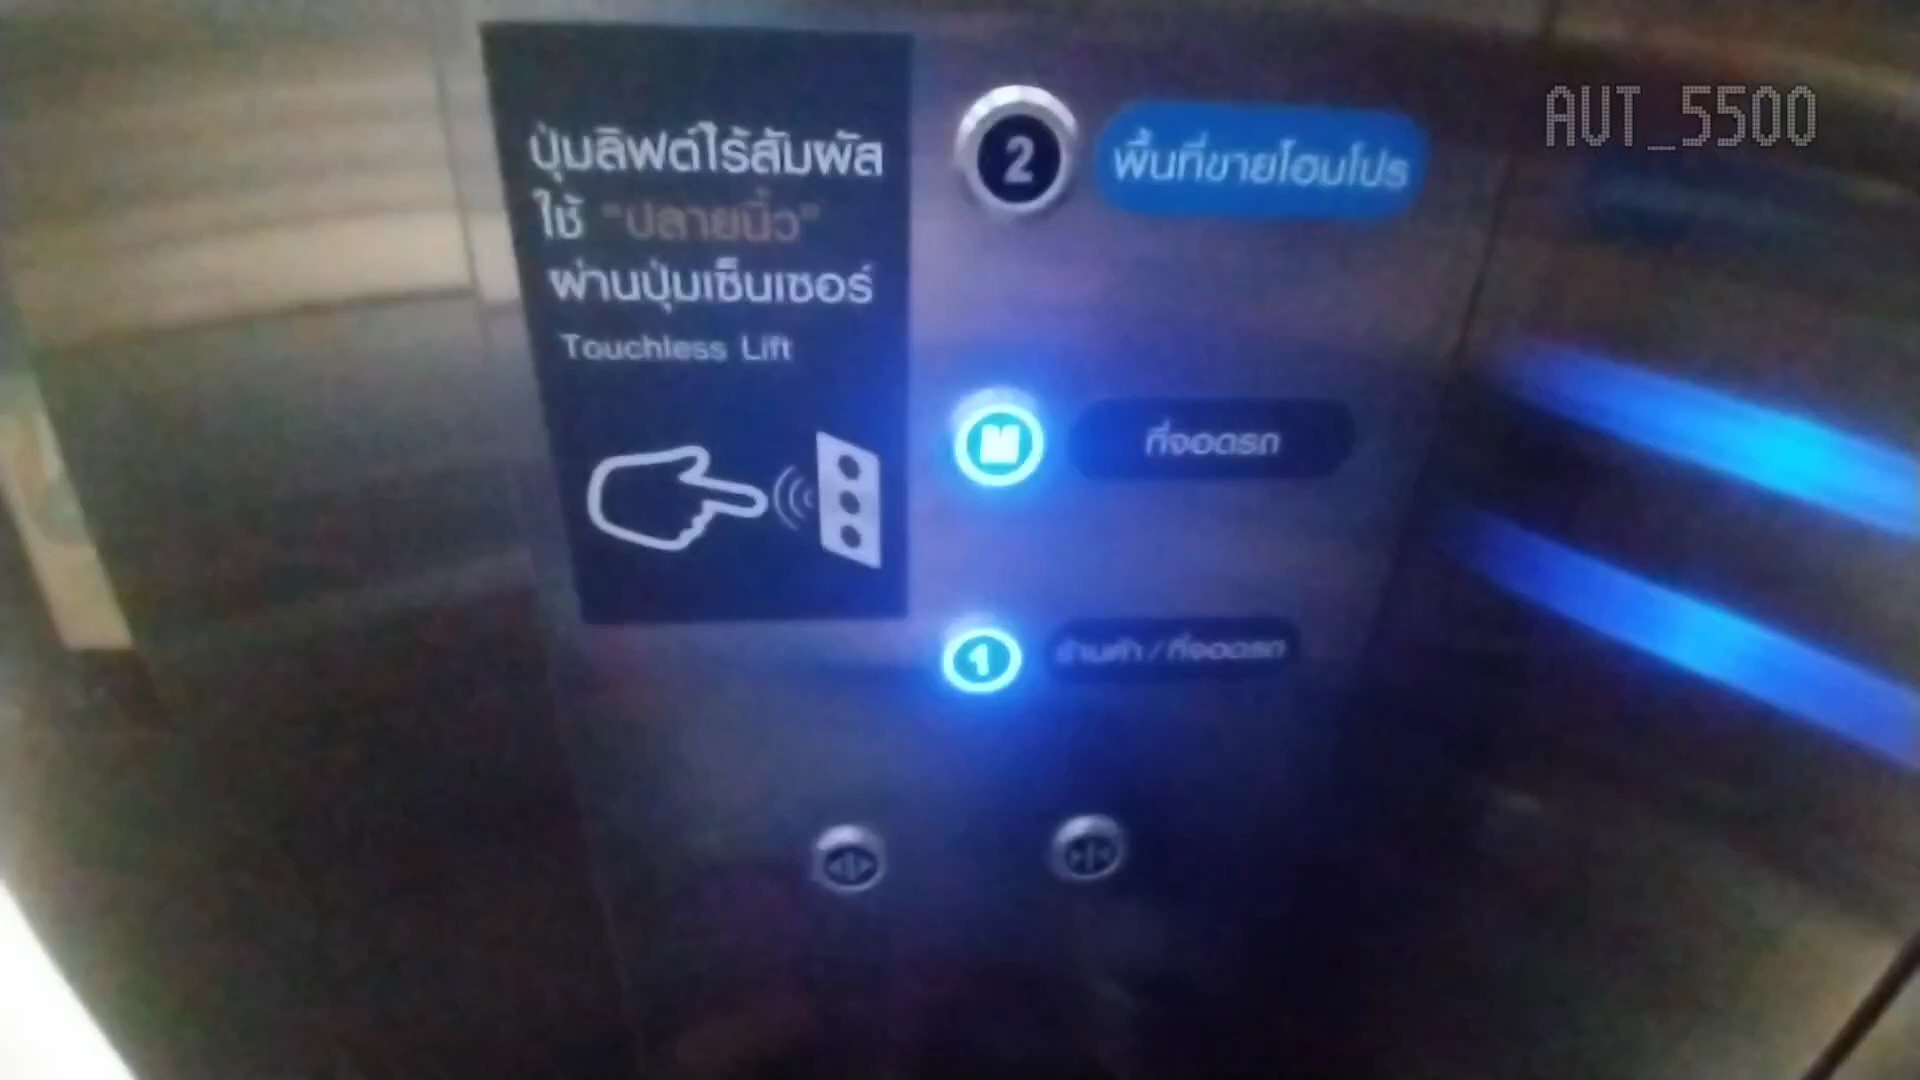 AUT_5500
ปุ่มลิฟต์ไร้สัมผัส
ใช้ "ปลายนิ้ว"
ผ่านปุ่มเซ็นเซอร์
Touchless Lift
2 พื้นที่ขายโฮมโปร
M ที่จอดรถ
1 ร้านค้า / ที่จอดรถ